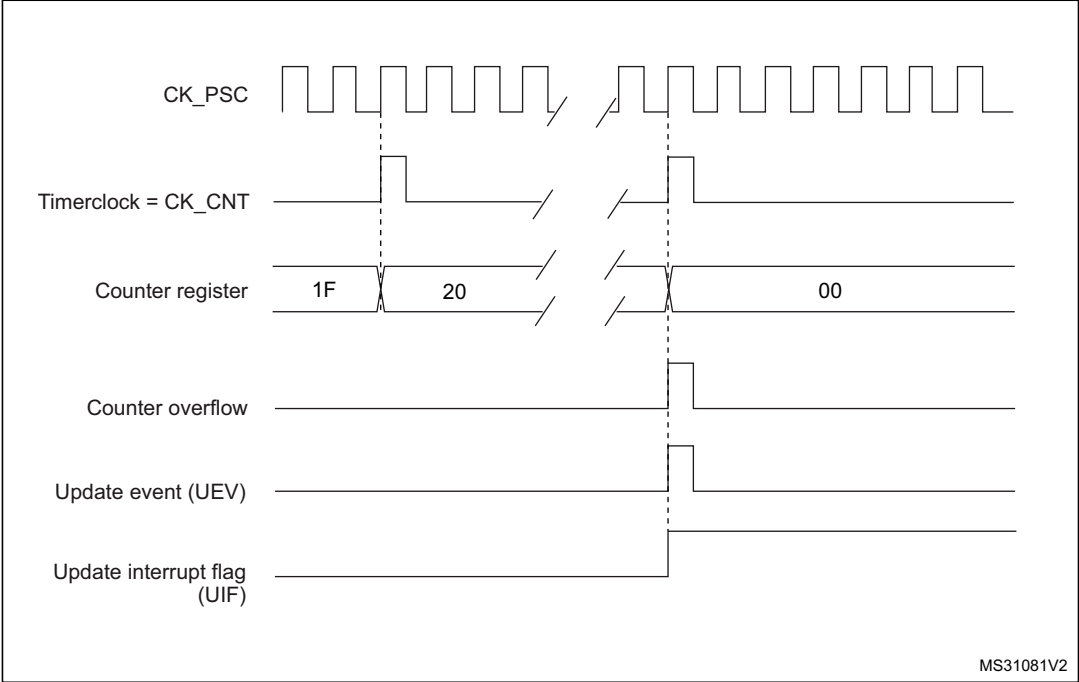 CK_PSC
Timerclock = CK_CNT
Counter register
1F
20
00
Counter overflow
Update event (UEV)
Update interrupt flag
(UIF)
MS31081V2